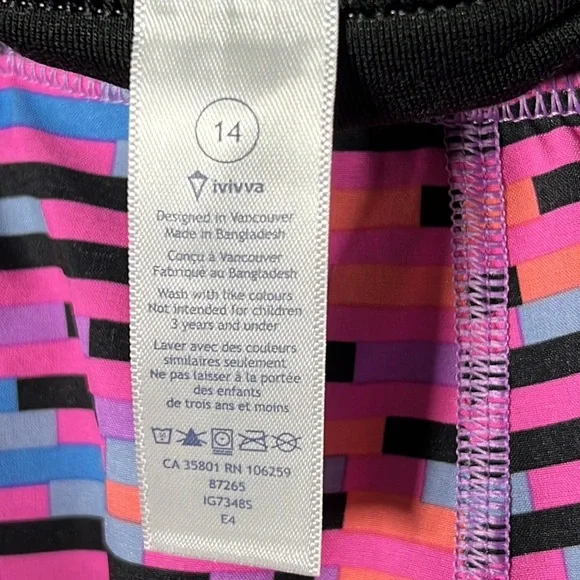 14
ivivva
Designed in Vancouver
Made in Bangladesh
Conçu à Vancouver
Fabrique au Bangladesh
Wash with like colours
Not intended for children
3 years and under
Laver avec des couleurs
similaires seulement
Ne pas laisser à la portée
des enfants
de trois ans et moins
CA 35801 RN 106259
87265
IG7348S
E4